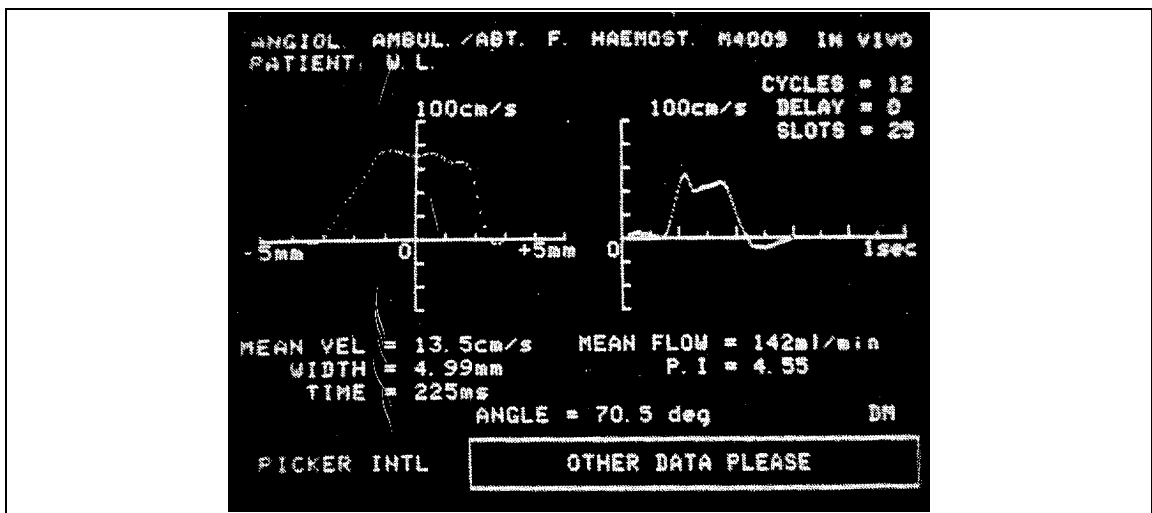 ANGIOL. AMBUL./ABT. F. HAEMOST. M4009 IN VIVO
PATIENT: W.L.
CYCLES = 12
100cm/s 100cm/s DELAY = 0
SLOTS = 25
-5mm 0 +5mm 0 1sec
MEAN VEL = 13.5cm/s MEAN FLOW = 142ml/min
WIDTH = 4.99mm P.I = 4.55
TIME = 225ms
ANGLE = 70.5 deg DM
PICKER INTL OTHER DATA PLEASE